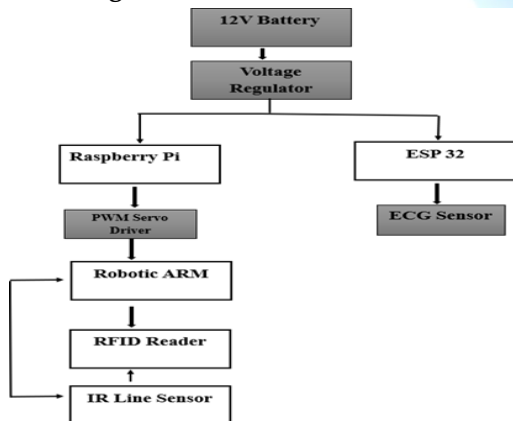 12V Battery
Voltage
Regulator
Raspberry Pi
ESP 32
PWM Servo
Driver
ECG Sensor
Robotic ARM
RFID Reader
IR Line Sensor